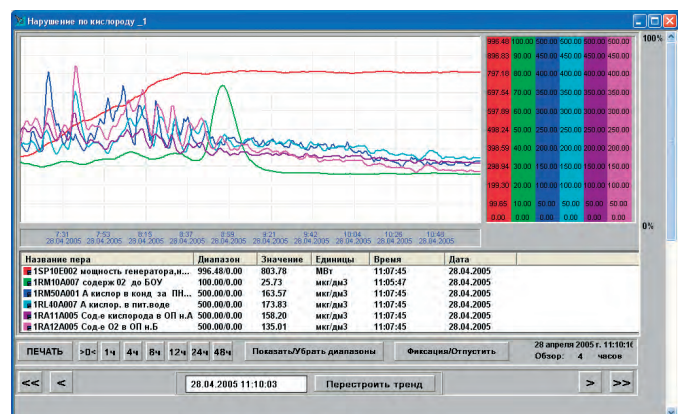 Нарушение по кислороду _1
996.48 100.00 500.00 500.00 500.00 500.00 100%
896.83 90.00 450.00 450.00 450.00 450.00
797.18 80.00 400.00 400.00 400.00 400.00
697.54 70.00 350.00 350.00 350.00 350.00
597.89 60.00 300.00 300.00 300.00 300.00
498.24 50.00 250.00 250.00 250.00 250.00
398.59 40.00 200.00 200.00 200.00 200.00
298.94 30.00 150.00 150.00 150.00 150.00
199.30 20.00 100.00 100.00 100.00 100.00
99.65 10.00 50.00 50.00 50.00 50.00
0.00 0.00 0.00 0.00 0.00 0.00 0%
7:31 7:53 8:15 8:37 8:59 9:21 9:42 10:04 10:26 10:48
28.04.2005 28.04.2005 28.04.2005 28.04.2005 28.04.2005 28.04.2005 28.04.2005 28.04.2005 28.04.2005 28.04.2005
Название пера Диапазон Значение Единицы Время Дата
1SP10E002 мощность генератора,н... 996.48/0.00 803.78 МВт 11:07:45 28.04.2005
1RM10A007 содерж 02 до БОУ 100.00/0.00 25.73 мкг/дм3 11:05:47 28.04.2005
1RM50A001 А кислор в конд за ПН... 500.00/0.00 163.57 мкг/дм3 11:07:45 28.04.2005
1RL40A007 А кислор. в пит.воде 500.00/0.00 173.83 мкг/дм3 11:07:45 28.04.2005
1RA11A005 Сод-е кислорода в ОП н.А 500.00/0.00 158.20 мкг/дм3 11:07:45 28.04.2005
1RA12A005 Сод-е О2 в ОП н.Б 500.00/0.00 135.01 мкг/дм3 11:07:45 28.04.2005
ПЕЧАТЬ >0< 1ч 4ч 8ч 12ч 24ч 48ч Показать/Убрать диапазоны Фиксация/Отпустить
28 апреля 2005 г. 11:10:16
Обзор: 4 часов
<< < 28.04.2005 11:10:03 Перестроить тренд > >>